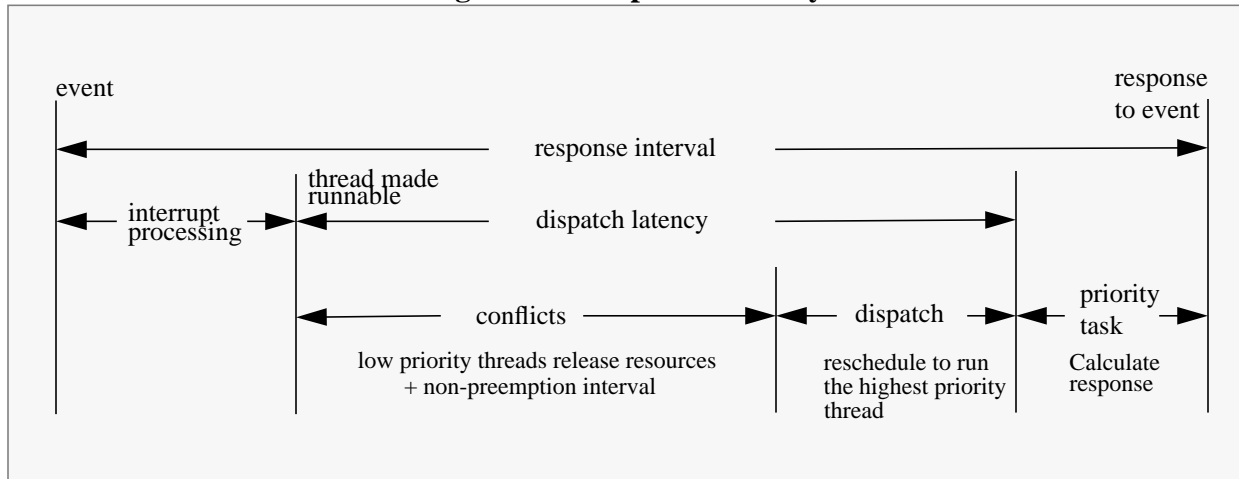 event
response
to event
response interval
thread made
runnable
interrupt
processing
dispatch latency
conflicts
dispatch
priority
task
low priority threads release resources
+ non-preemption interval
reschedule to run
the highest priority
thread
Calculate
response